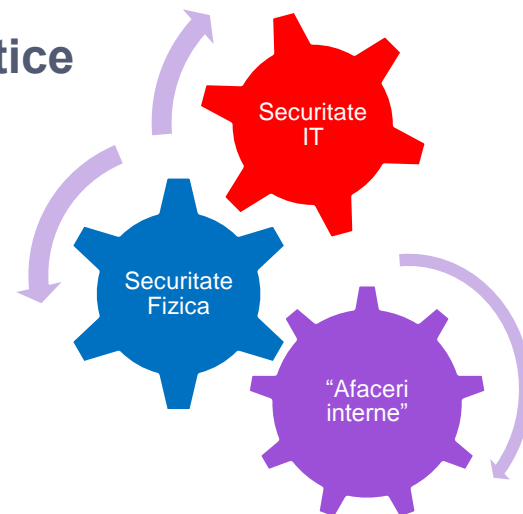 tice
Securitate
IT
Securitate
Fizica
“Afaceri
interne”